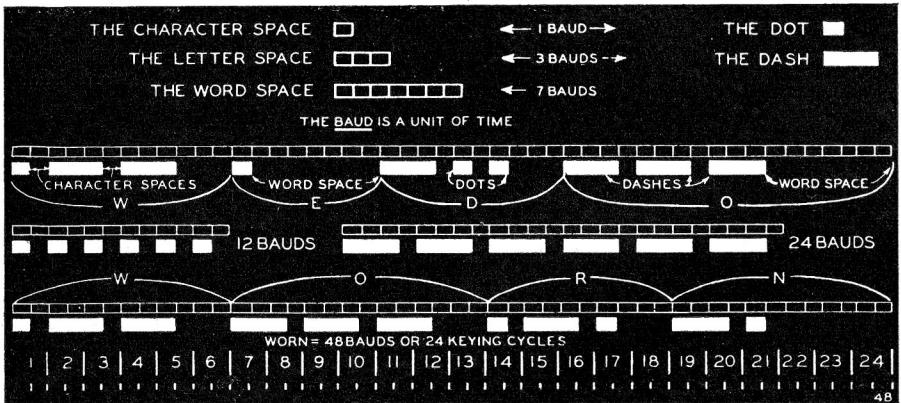 THE CHARACTER SPACE 1 BAUD THE DOT
THE LETTER SPACE 3 BAUDS THE DASH
THE WORD SPACE 7 BAUDS
THE BAUD IS A UNIT OF TIME
CHARACTER SPACES WORD SPACE DOTS DASHES WORD SPACE
W E D O
12 BAUDS 24 BAUDS
W O R N
WORN = 48 BAUDS OR 24 KEYING CYCLES
1 2 3 4 5 6 7 8 9 10 11 12 13 14 15 16 17 18 19 20 21 22 23 24
48